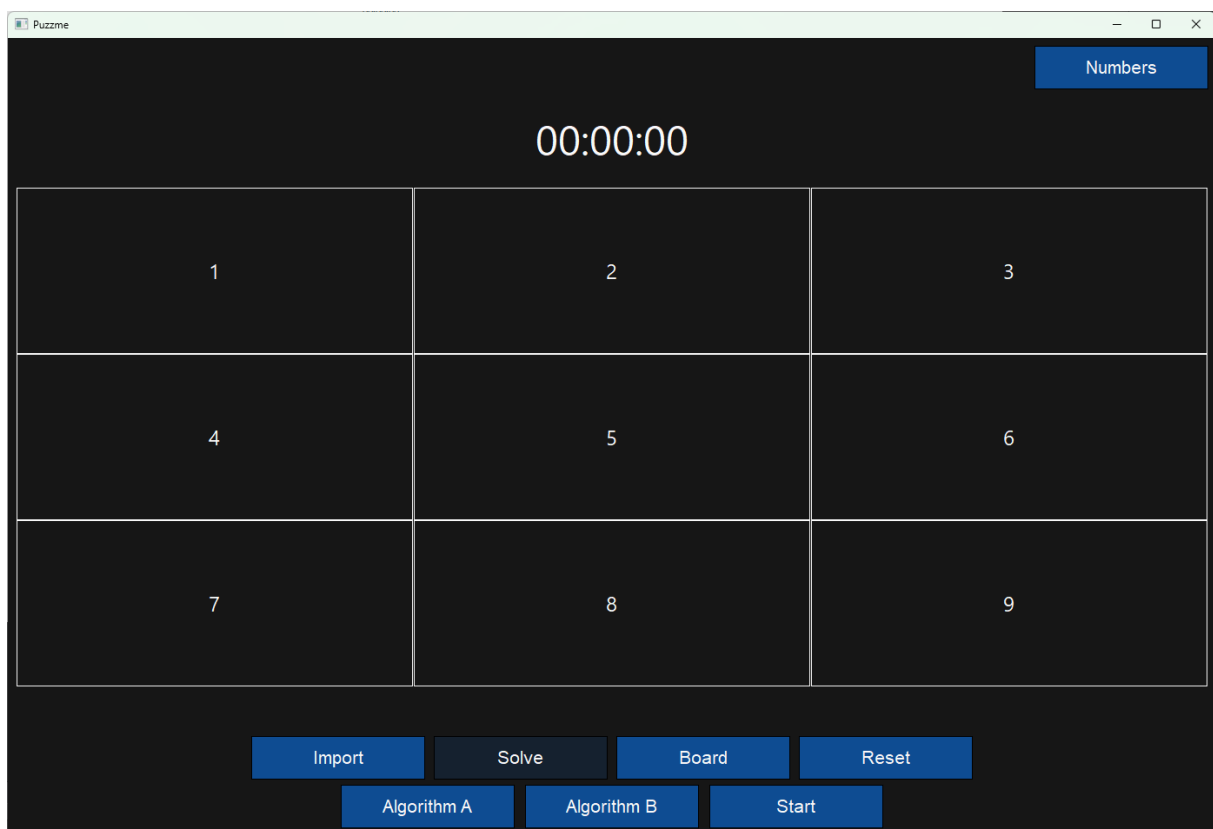 Puzzme
Numbers
00:00:00
1 2 3
4 5 6
7 8 9
Import Solve Board Reset
Algorithm A Algorithm B Start